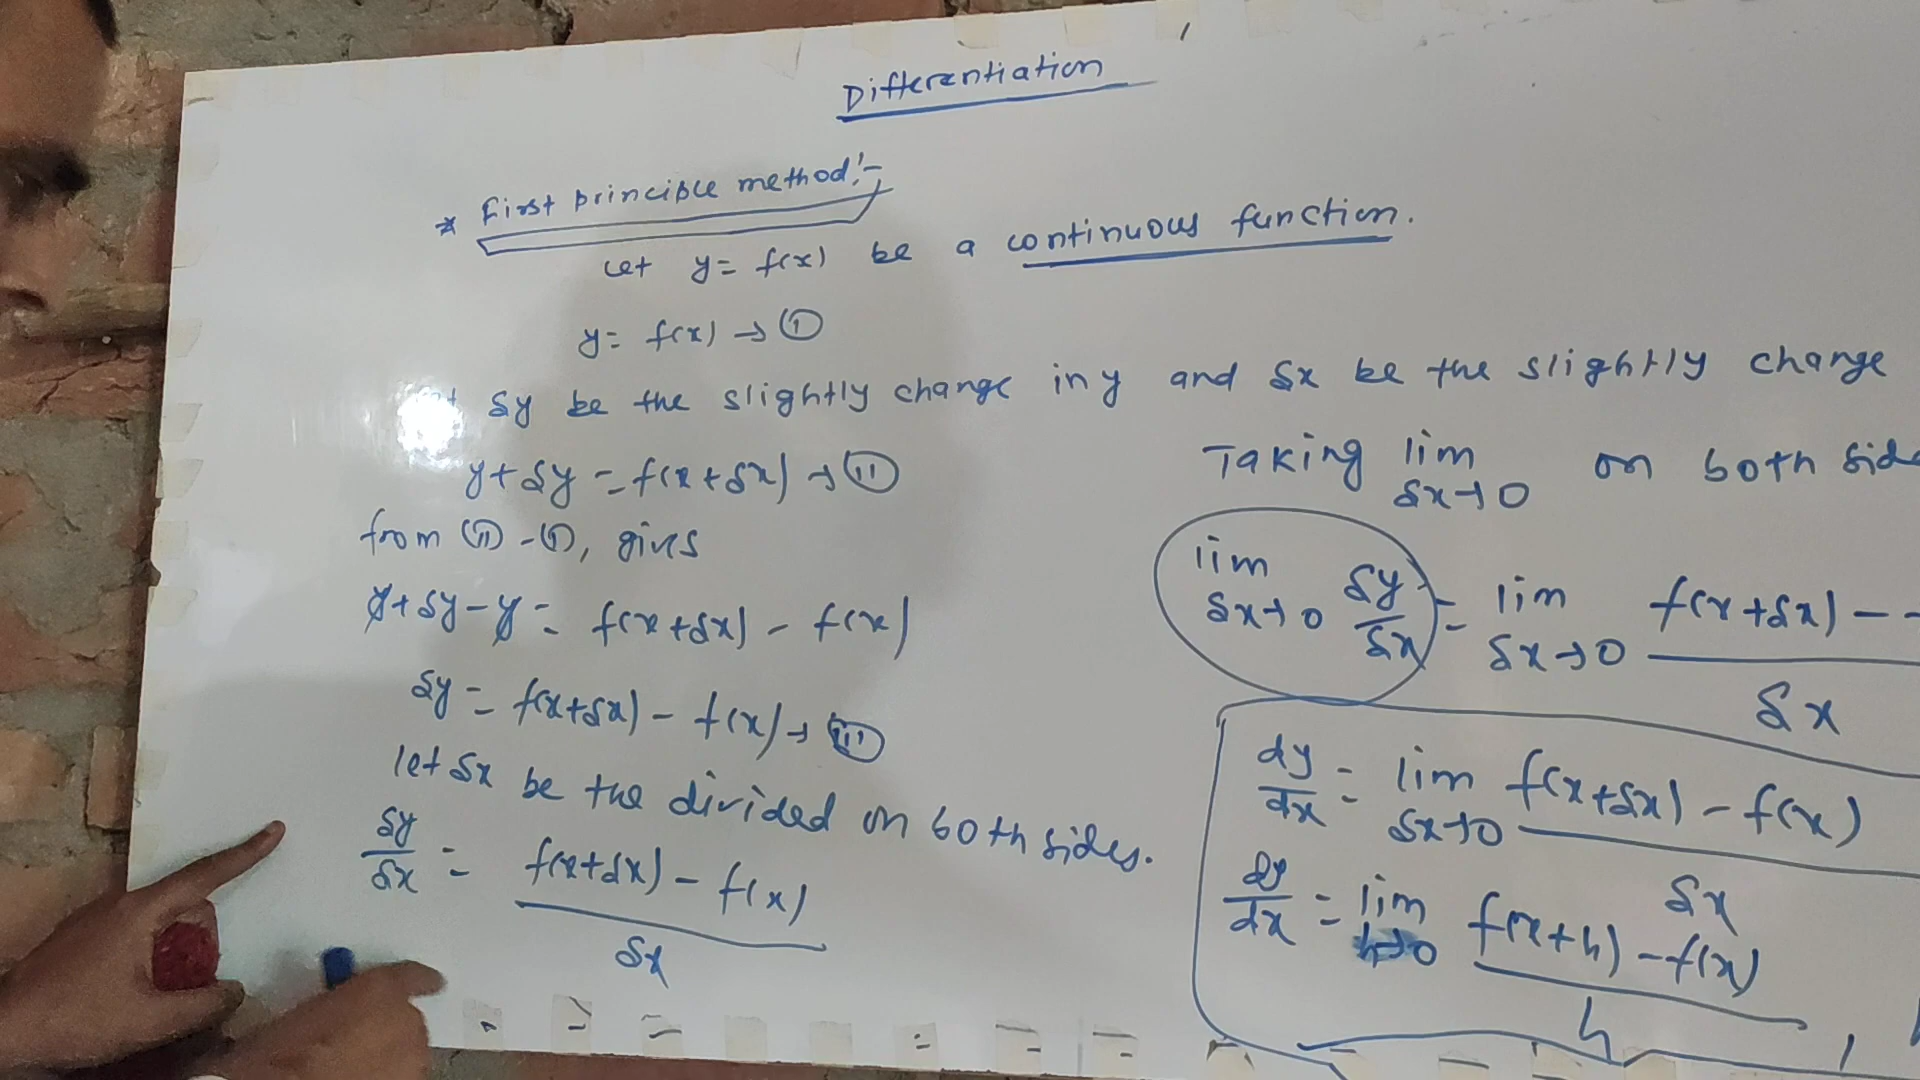 Differentiation
* First principle method:-
Let y = f(x) be a continuous function.
y = f(x) → (I)
δy be the slightly change in y and δx be the slightly change
y + δy = f(x + δx) → (II)
from (II) - (I), gives
y + δy - y = f(x + δx) - f(x)
δy = f(x + δx) - f(x) → (III)
let δx be the divided on both sides.
δy/δx = f(x + δx) - f(x) / δx
Taking lim δx→0 on both
lim δx→0 δy/δx = lim δx→0 f(x + δx) - - / δx
dy/dx = lim δx→0 f(x + δx) - f(x) / δx
dy/dx = lim h→0 f(x + h) - f(x) / h